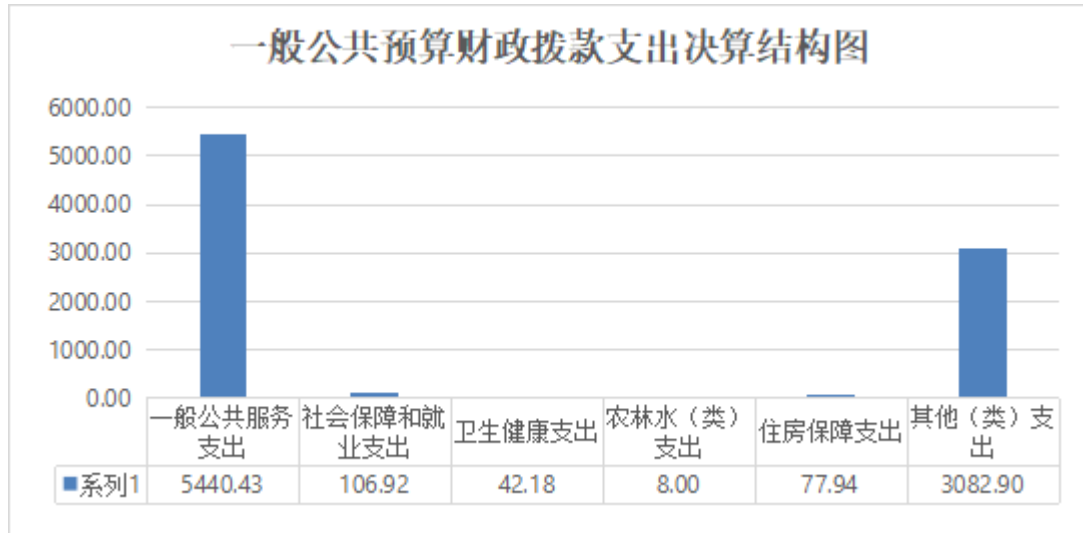 一般公共预算财政拨款支出决算结构图
6000.00
5000.00
4000.00
3000.00
2000.00
1000.00
0.00
一般公共服务
支出
社会保障和就
业支出
卫生健康支出
农林水（类）
支出
住房保障支出
其他（类）支
出
系列1 5440.43 106.92 42.18 8.00 77.94 3082.90